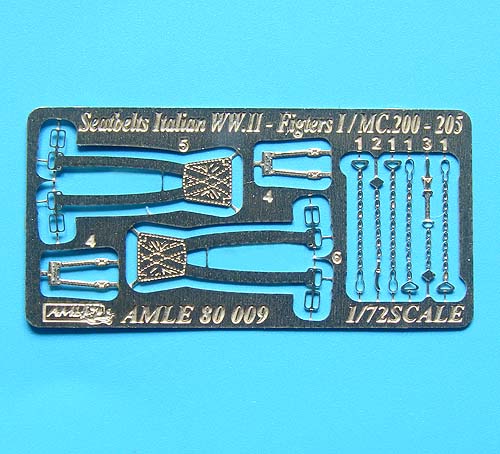 Seatbelts Italian WW.II - Figters I/MC.200 - 205
5
4
1 2 1 1 3 1
4
6
AML
AMLE 80 009
1/72SCALE